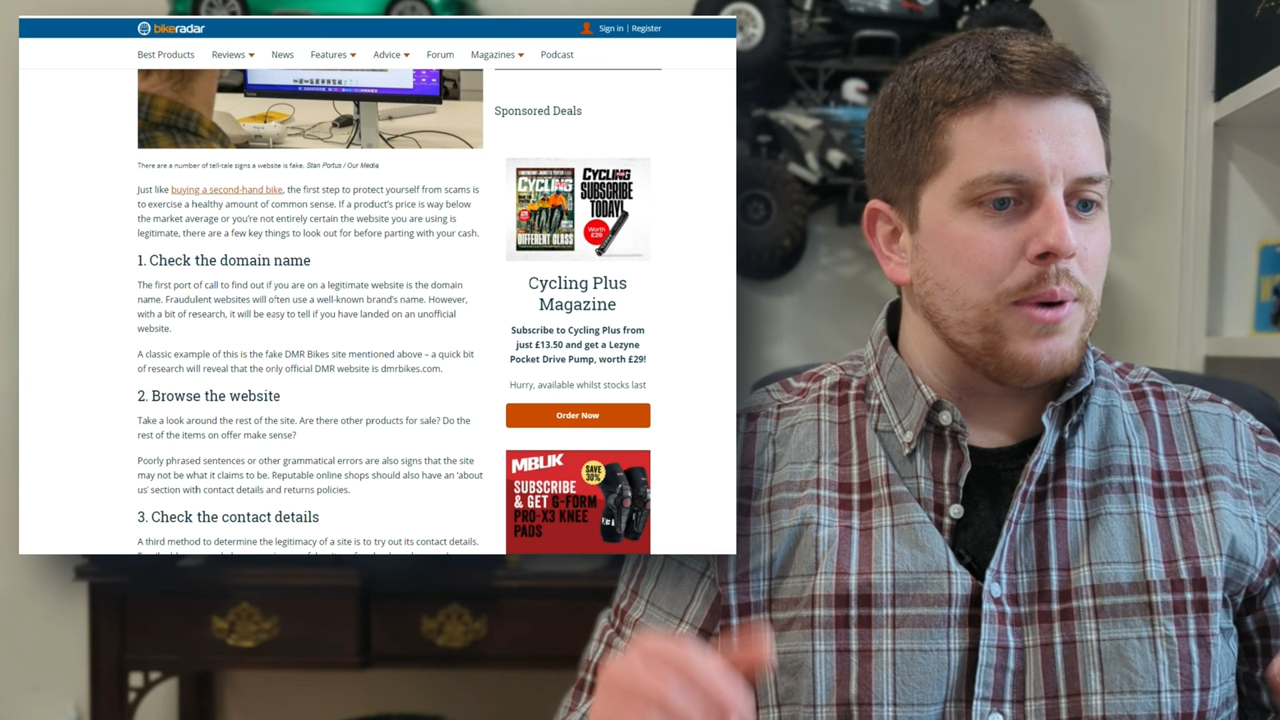 bikeradar
Sign in | Register
Best Products Reviews News Features Advice Forum Magazines Podcast
There are a number of tell-tale signs a website is fake. Stan Portus / Our Media
Just like buying a second-hand bike, the first step to protect yourself from scams is
to exercise a healthy amount of common sense. If a product's price is way below
the market average or you're not entirely certain the website you are using is
legitimate, there are a few key things to look out for before parting with your cash.
1. Check the domain name
The first port of call to find out if you are on a legitimate website is the domain
name. Fraudulent websites will often use a well-known brand's name. However,
with a bit of research, it will be easy to tell if you have landed on an unofficial
website.
A classic example of this is the fake DMR Bikes site mentioned above – a quick bit
of research will reveal that the only official DMR website is dmrbikes.com.
2. Browse the website
Take a look around the rest of the site. Are there other products for sale? Do the
rest of the items on offer make sense?
Poorly phrased sentences or other grammatical errors are also signs that the site
may not be what it claims to be. Reputable online shops should also have an 'about
us' section with contact details and returns policies.
3. Check the contact details
A third method to determine the legitimacy of a site is to try out its contact details.
Sponsored Deals
CYCLING
DIFFERENT CLASS
CYCLING
SUBSCRIBE
TODAY!
Worth
£29
Cycling Plus
Magazine
Subscribe to Cycling Plus from
just £13.50 and get a Lezyne
Pocket Drive Pump, worth £29!
Hurry, available whilst stocks last
Order Now
MBUK
SAVE
30%
SUBSCRIBE
& GET G-FORM
PRO-X3 KNEE
PADS